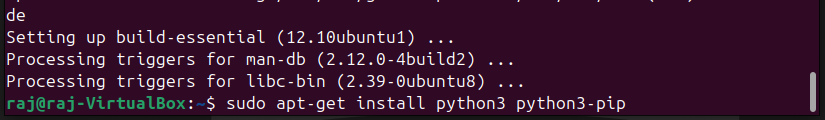 de
Setting up build-essential (12.10ubuntu1) ...
Processing triggers for man-db (2.12.0-4build2) ...
Processing triggers for libc-bin (2.39-0ubuntu8) ...
raj@raj-VirtualBox:~$ sudo apt-get install python3 python3-pip